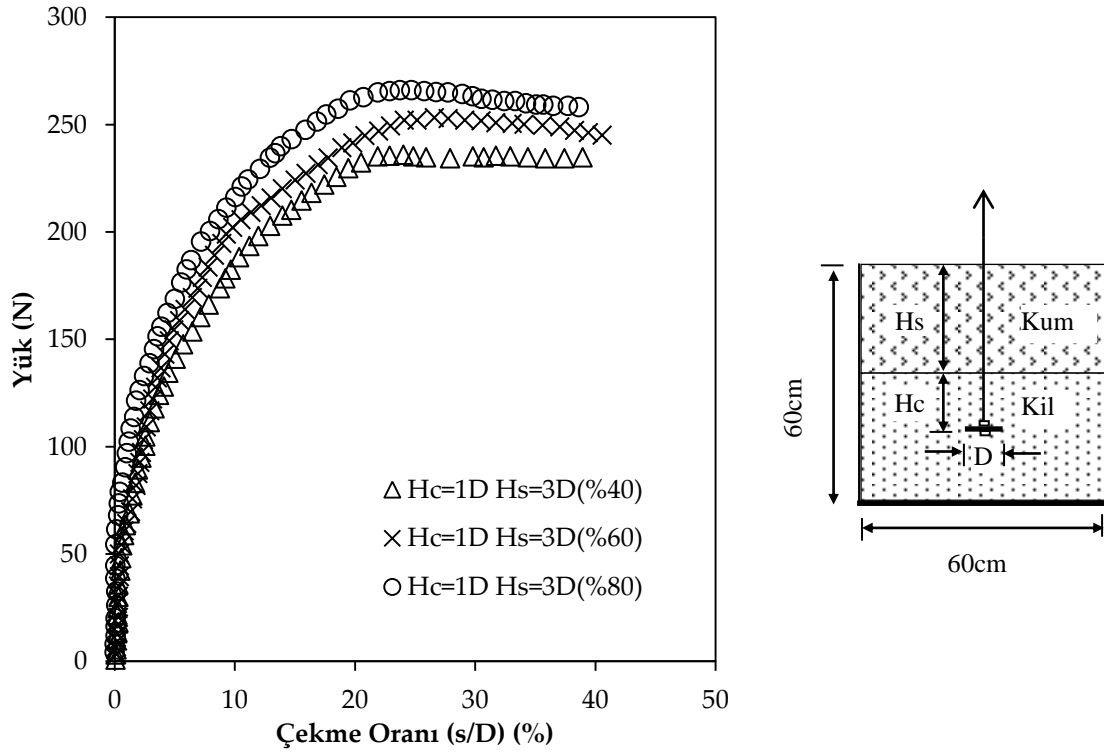 300
250
200
150
100
50
0
Yük (N)
0 10 20 30 40 50
Çekme Oranı (s/D) (%)
Hc=1D Hs=3D(%40)
Hc=1D Hs=3D(%60)
Hc=1D Hs=3D(%80)
60cm
Hs
Kum
Hc
Kil
D
60cm